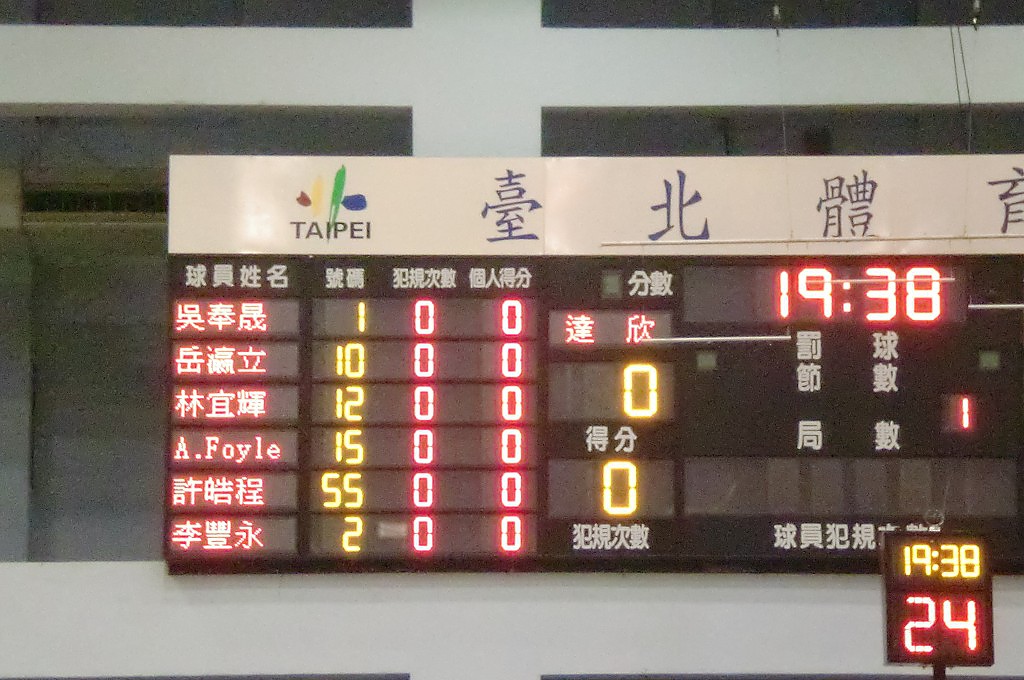 TAIPEI
臺北體育
球員姓名 號碼 犯規次數 個人得分
吳奉晟 1 0 0
岳瀛立 10 0 0
林宜輝 12 0 0
A.Foyle 15 0 0
許皓程 55 0 0
李豐永 2 0 0
分數
達欣
0
得分
0
犯規次數
19:38
罰球
節數
1
局數
球員犯規次數
19:38
24